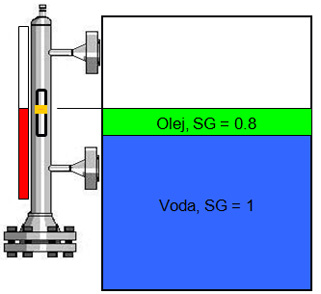 Olej, SG = 0.8
Voda, SG = 1